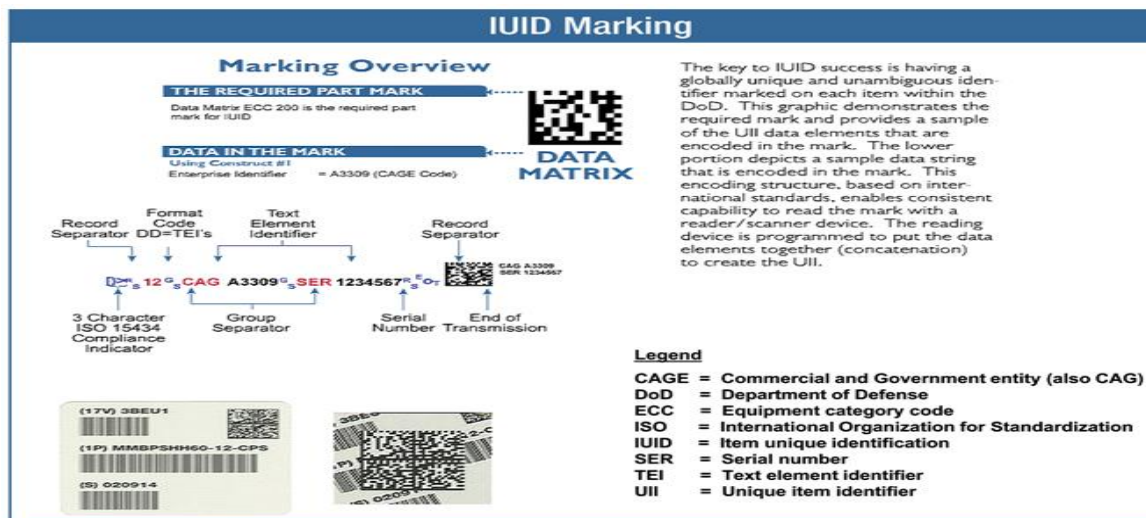 IUID Marking
Marking Overview
THE REQUIRED PART MARK
Data Matrix ECC 200 is the required part
mark for IUID
DATA IN THE MARK
Using Construct #1
Enterprise Identifier = A3309 (CAGE Code)
DATA
MATRIX
The key to IUID success is having a
globally unique and unambiguous iden-
tifier marked on each item within the
DoD. This graphic demonstrates the
required mark and provides a sample
of the UII data elements that are
encoded in the mark. The lower
portion depicts a sample data string
that is encoded in the mark. This
encoding structure, based on inter-
national standards, enables consistent
capability to read the mark with a
reader/scanner device. The reading
device is programmed to put the data
elements together (concatenation)
to create the UII.
Record
Separator
Format
Code
DD=TEI's
Text
Element
Identifier
Record
Separator
12 GS CAG A3309 GS SER 1234567 RS EOT
CAG A3309
SER 1234567
3 Character
ISO 15434
Compliance
Indicator
Group
Separator
Serial
Number
End of
Transmission
(17V) 3BEU1
(1P) MMBPSHH60-12-CPS
(S) 020914
Legend
CAGE = Commercial and Government entity (also CAG)
DoD = Department of Defense
ECC = Equipment category code
ISO = International Organization for Standardization
IUID = Item unique identification
SER = Serial number
TEI = Text element identifier
UII = Unique item identifier